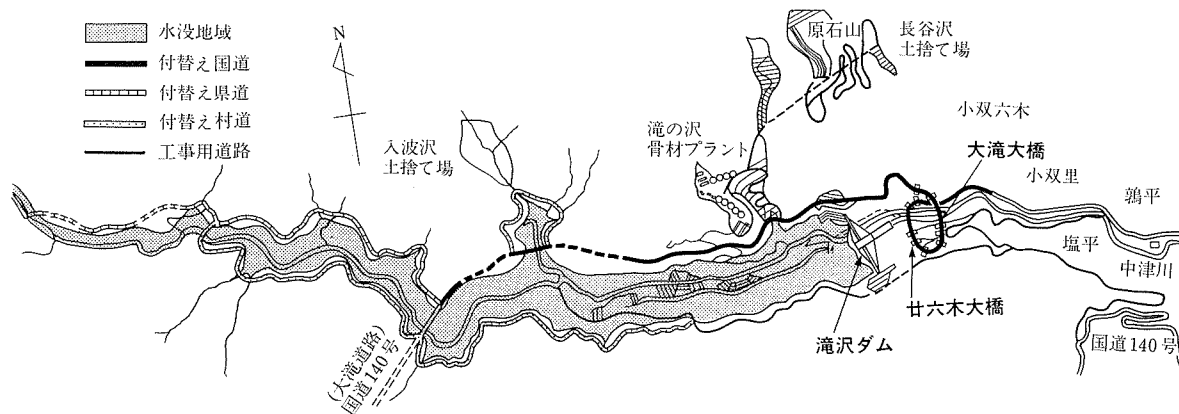 水没地域
付替え国道
付替え県道
付替え村道
工事用道路
N
入波沢
土捨て場
原石山
長谷沢
土捨て場
滝の沢
骨材プラント
小双六木
大滝大橋
小双里
鶉平
塩平
中津川
廿六木大橋
滝沢ダム
国道140号
(大滝道路)
国道140号